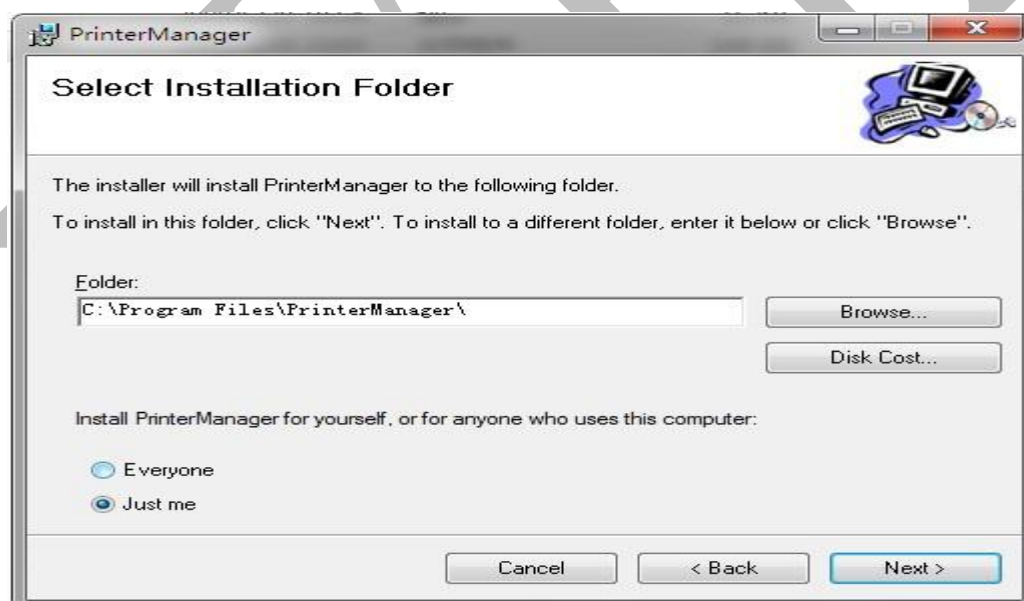 PrinterManager
Select Installation Folder
The installer will install PrinterManager to the following folder.
To install in this folder, click "Next". To install to a different folder, enter it below or click "Browse".
Folder:
C:\Program Files\PrinterManager\
Browse...
Disk Cost...
Install PrinterManager for yourself, or for anyone who uses this computer:
Everyone
Just me
Cancel
< Back
Next >